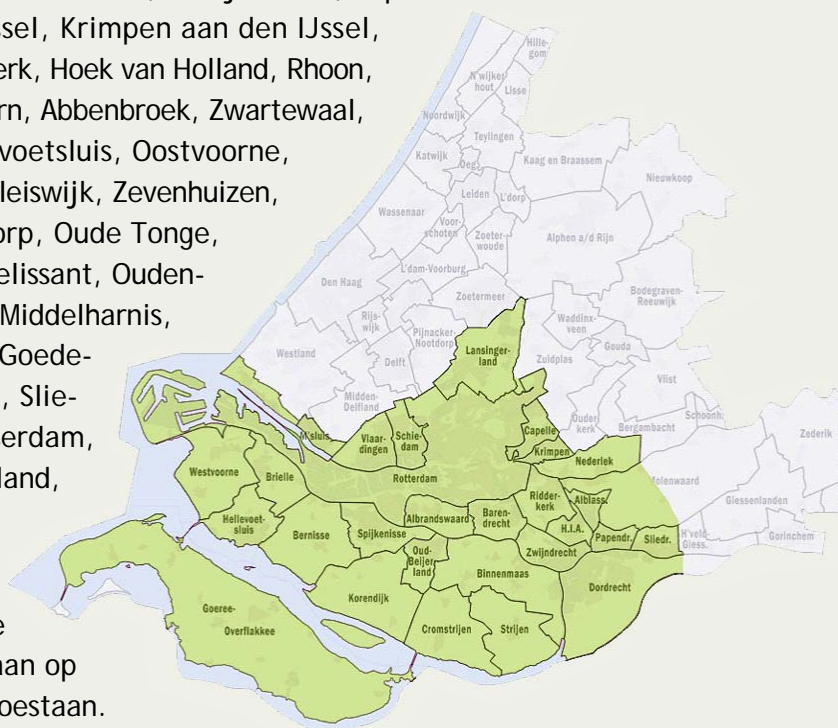 ssel, Krimpen aan den IJssel,
erk, Hoek van Holland, Rhoon,
rn, Abbenbroek, Zwartewaal,
voetsluis, Oostvoorne,
leiswijk, Zevenhuizen,
orp, Oude Tonge,
elissant, Ouden-
Middelharnis,
Goede-
, Slie-
erdam,
land,
e
aan op
oestaan.
Hille-
gom
N'wijker
hout
Lisse
Noordwijk
Teylingen
Katwijk
Oeg.
Kaag en Braassem
Nieuwkoop
Leiden
L'dorp
Wassenaar
Voor-
schoten
Zoeter-
woude
Alphen a/d Rijn
L'dam-Voorburg
Den Haag
Zoetermeer
Bodegraven-
Reeuwijk
Rijs-
wijk
Pijnacker-
Nootdorp
Waddinx-
veen
Gouda
Lansinger-
land
Zuidplas
Westland
Delft
Vlist
Midden-
Delfland
Ouder
kerk
Schoonh.
Bergambacht
Zederik
M'sluis
Vlaar-
dingen
Schie-
dam
Capelle
Krimpen
Nederlek
Westvoorne
Brielle
Rotterdam
olenwaard
Giessenlanden
Ridder-
kerk
Alblass.
Hellevoet-
sluis
Bernisse
Spijkenisse
Albrandswaard
Baren-
drecht
H.I.A.
Papendr.
Sliedr.
H'veld-
Giess.
Gorinchem
Oud-
Beijer
land
Zwijndrecht
Binnenmaas
Dordrecht
Korendijk
Goeree-
Overflakkee
Cromstrijen
Strijen